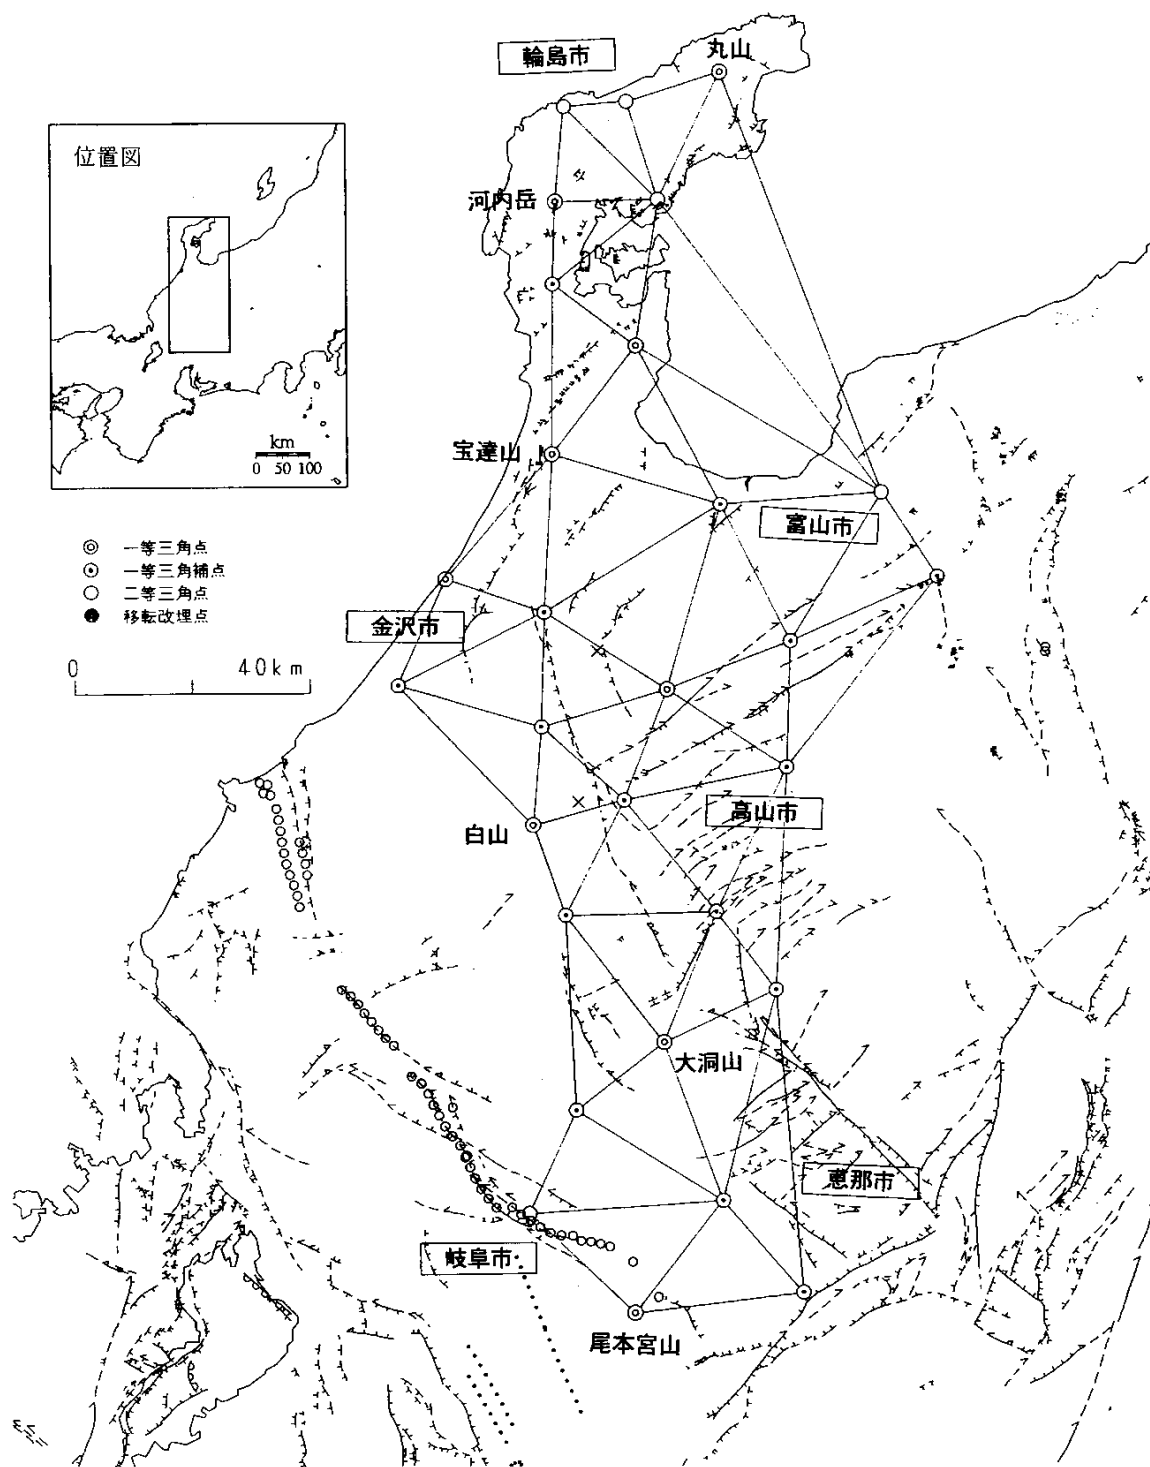 輪島市
丸山
位置図
河内岳
km
0 50 100
宝達山
富山市
一等三角点
一等三角補点
二等三角点
移転改埋点
金沢市
0 40km
高山市
白山
大洞山
恵那市
岐阜市
尾本宮山